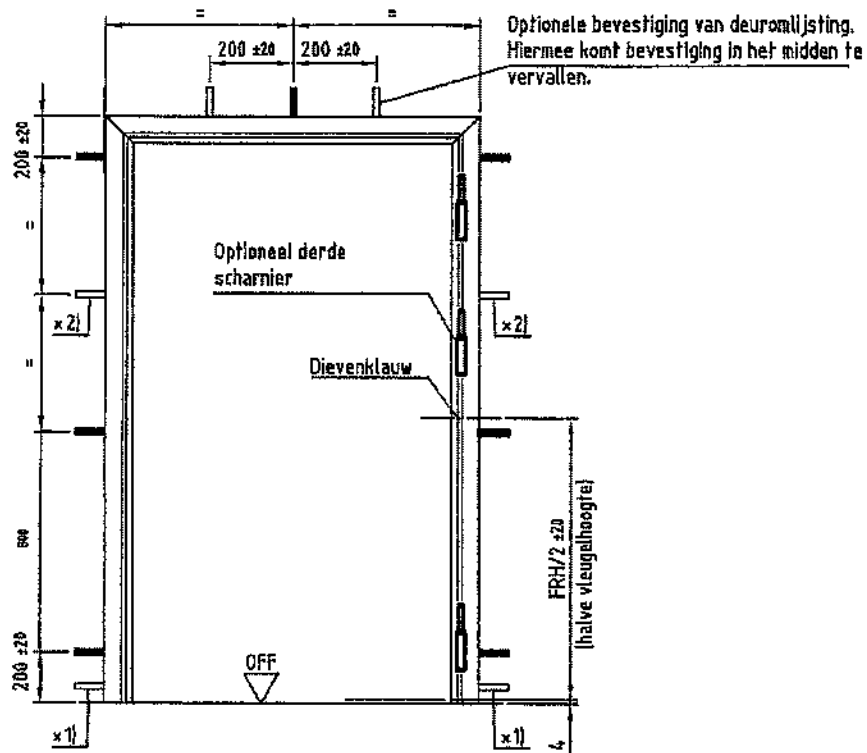 = =
Optionele bevestiging van deuromlijsting.
200 ±20 200 ±20
Hiermee komt bevestiging in het midden te
vervallen.
200 ±20
=
Optioneel derde
scharnier
x 2) x 2)
=
Dievenklauw
800
FRH/2 ±20
(halve vleugelhoogte)
200 ±20
OFF
x 1) x 1)
4